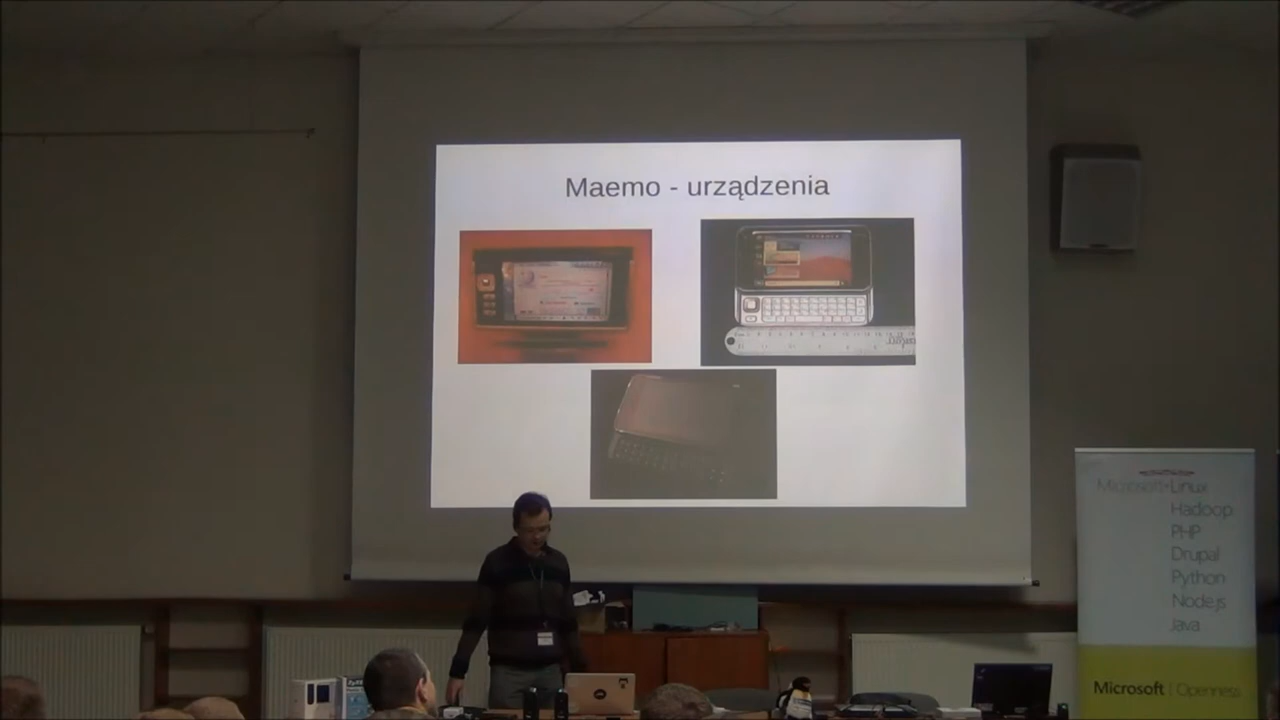 Maemo - urządzenia
Microsoft+Linux
Hadoop
PHP
Drupal
Python
Node.js
Java
Microsoft | Openness